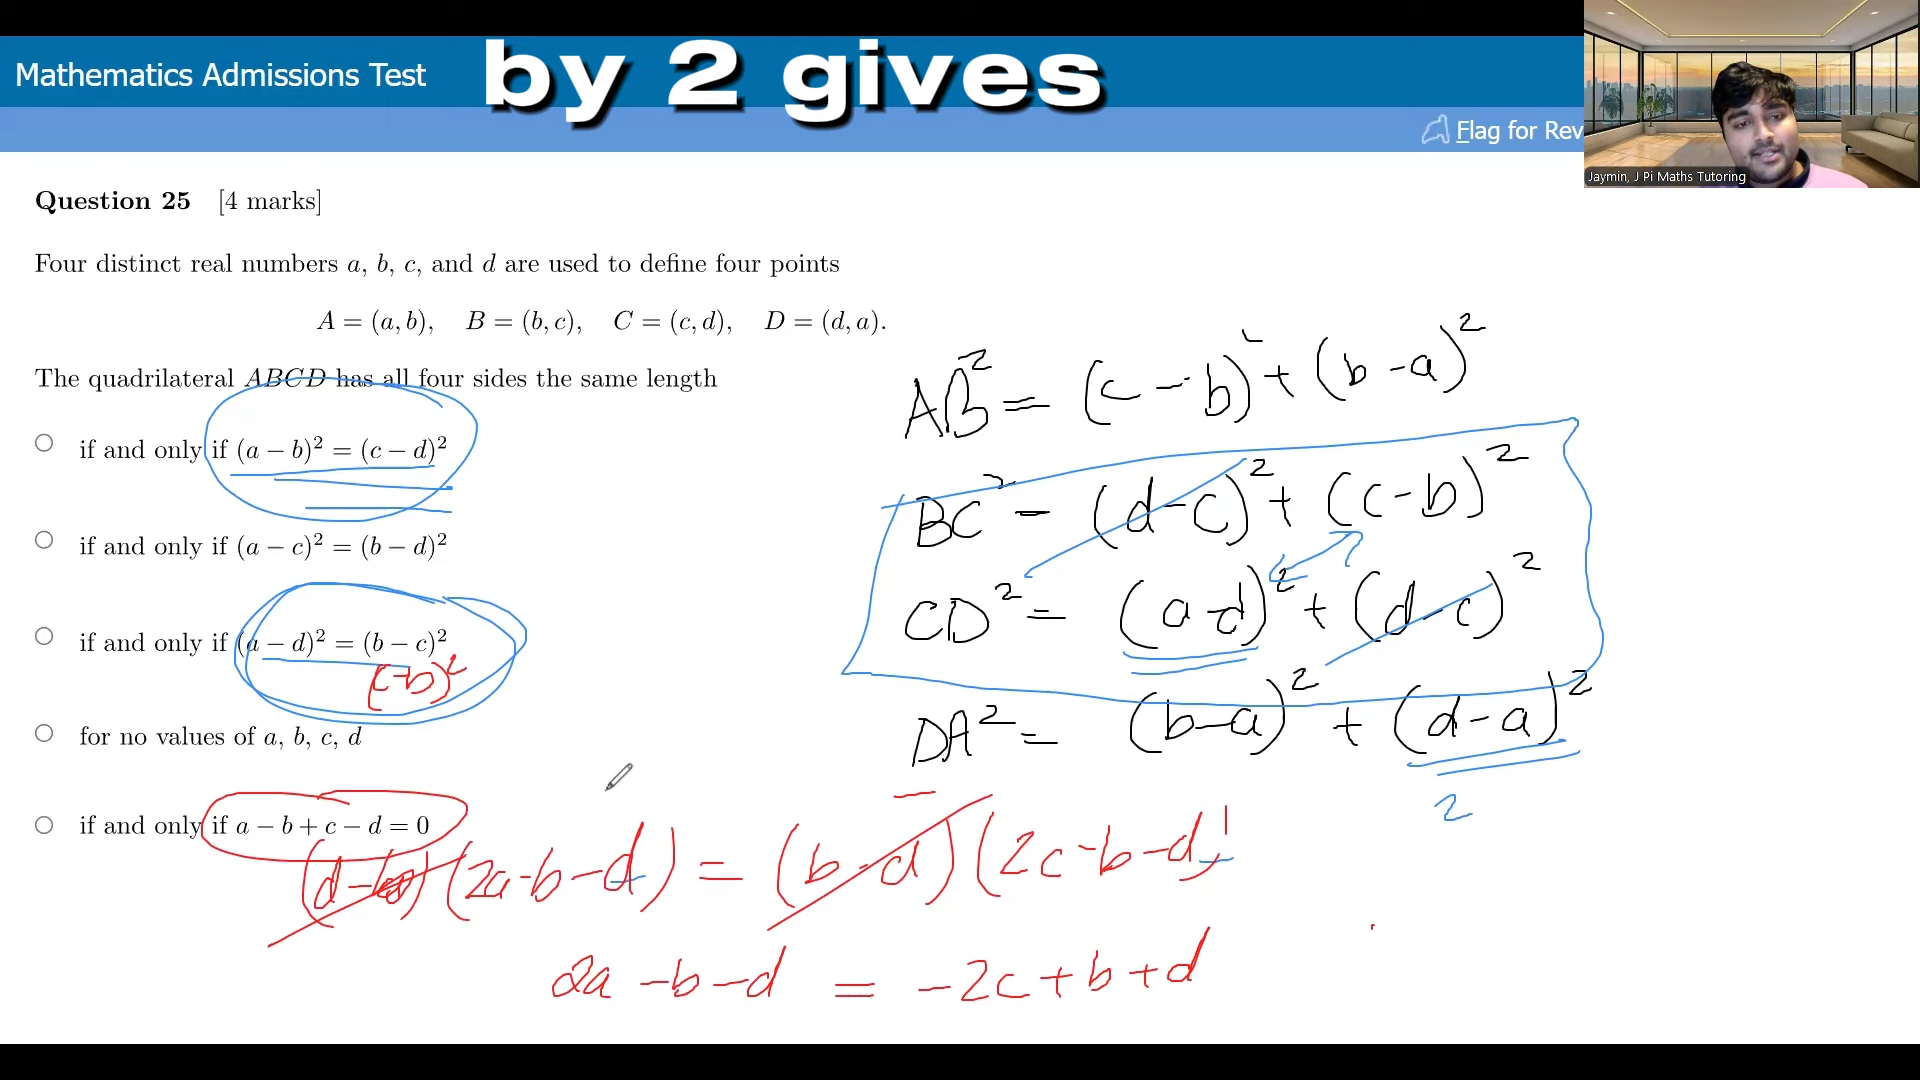 by 2 gives
Mathematics Admissions Test
Flag for Rev
Jaymin, J Pi Maths Tutoring
Question 25 [4 marks]
Four distinct real numbers a, b, c, and d are used to define four points
A = (a, b), B = (b, c), C = (c, d), D = (d, a).
The quadrilateral ABCD has all four sides the same length
if and only if (a − b)² = (c − d)²
if and only if (a − c)² = (b − d)²
if and only if (a − d)² = (b − c)²
(c-b)²
for no values of a, b, c, d
if and only if a − b + c − d = 0
AB² = (c-b)² + (b-a)²
BC² = (d-c)² + (c-b)²
CD² = (a-d)² + (d-c)²
DA² = (b-a)² + (d-a)²
2
(2a-b-d) = (b-d)(2c-b-d)
2a -b-d = -2c+b+d